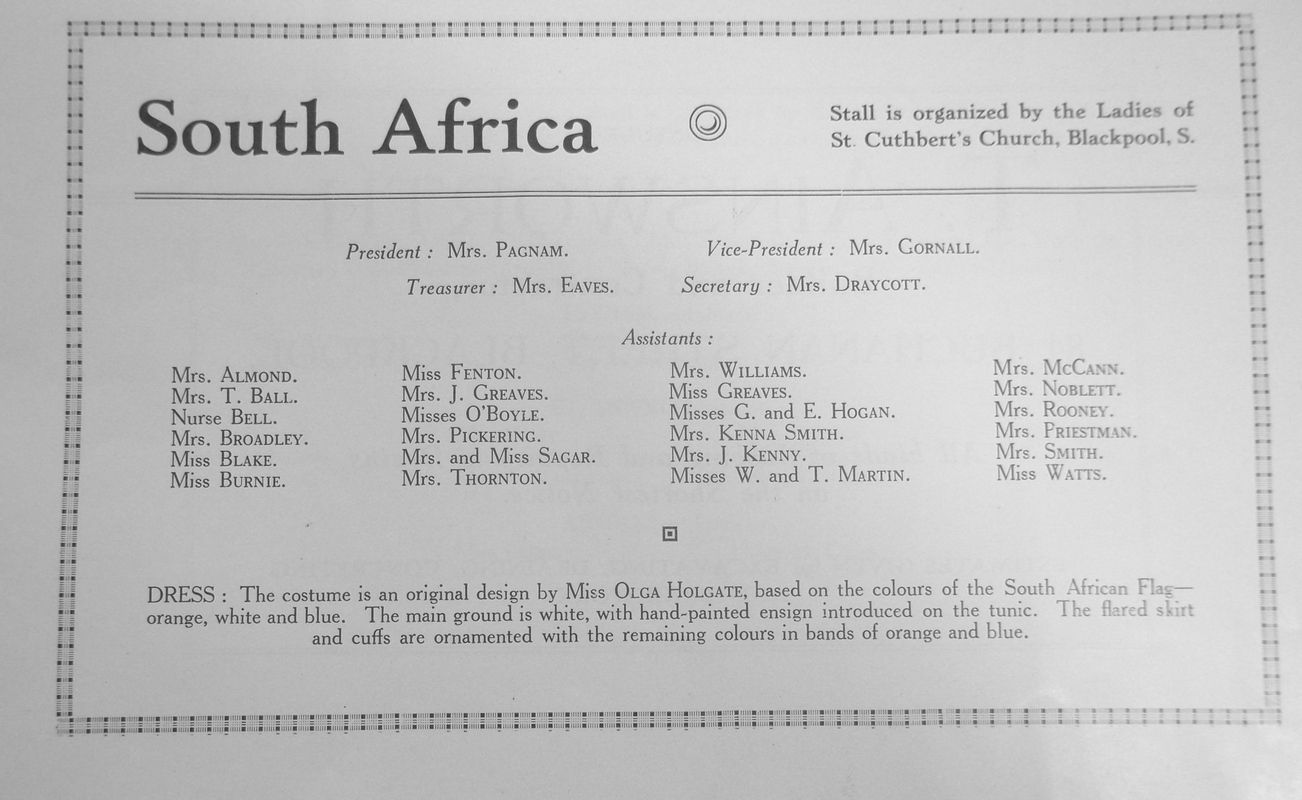 South Africa
Stall is organized by the Ladies of
St. Cuthbert's Church, Blackpool, S.
President : Mrs. PAGNAM. Vice-President : Mrs. GORNALL.
Treasurer : Mrs. EAVES. Secretary : Mrs. DRAYCOTT.
Assistants :
Mrs. ALMOND.
Mrs. T. BALL.
Nurse BELL.
Mrs. BROADLEY.
Miss BLAKE.
Miss BURNIE.
Miss FENTON.
Mrs. J. GREAVES.
Misses O'BOYLE.
Mrs. PICKERING.
Mrs. and Miss SAGAR.
Mrs. THORNTON.
Mrs. WILLIAMS.
Miss GREAVES.
Misses G. and E. HOGAN.
Mrs. KENNA SMITH.
Mrs. J. KENNY.
Misses W. and T. MARTIN.
Mrs. MCCANN.
Mrs. NOBLETT.
Mrs. ROONEY.
Mrs. PRIESTMAN.
Mrs. SMITH.
Miss WATTS.
DRESS : The costume is an original design by Miss OLGA HOLGATE, based on the colours of the South African Flag—
orange, white and blue. The main ground is white, with hand-painted ensign introduced on the tunic. The flared skirt
and cuffs are ornamented with the remaining colours in bands of orange and blue.